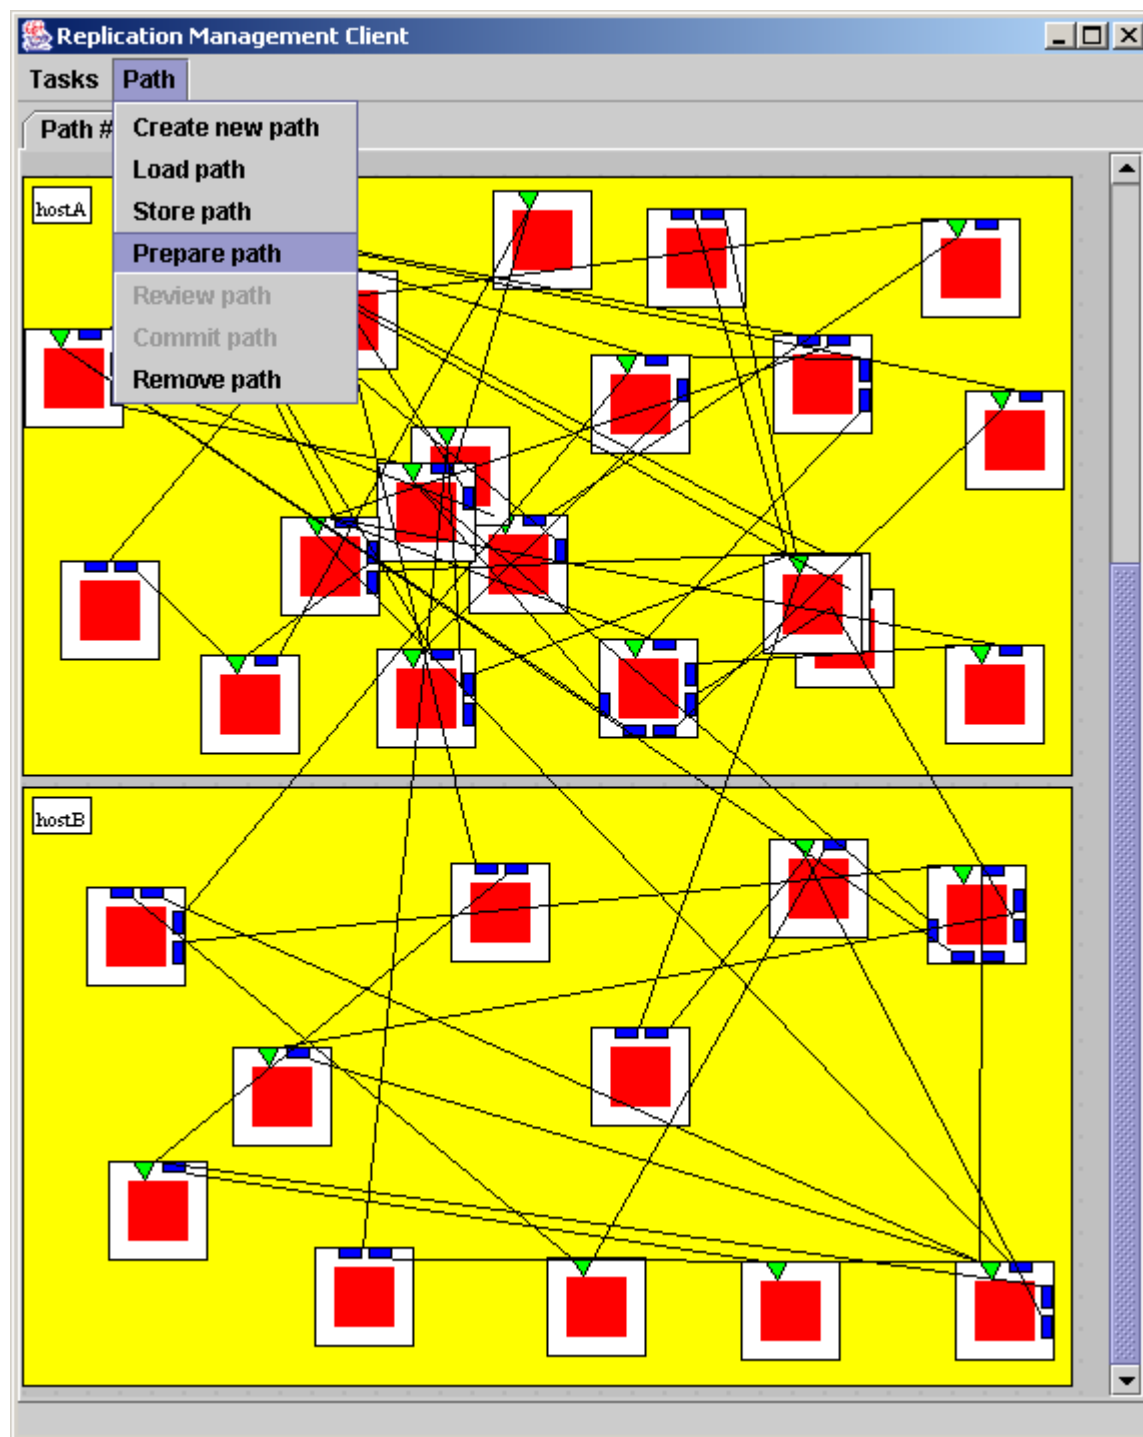 Replication Management Client
Tasks Path
Path #
Create new path
Load path
Store path
Prepare path
Review path
Commit path
Remove path
hostA
hostB